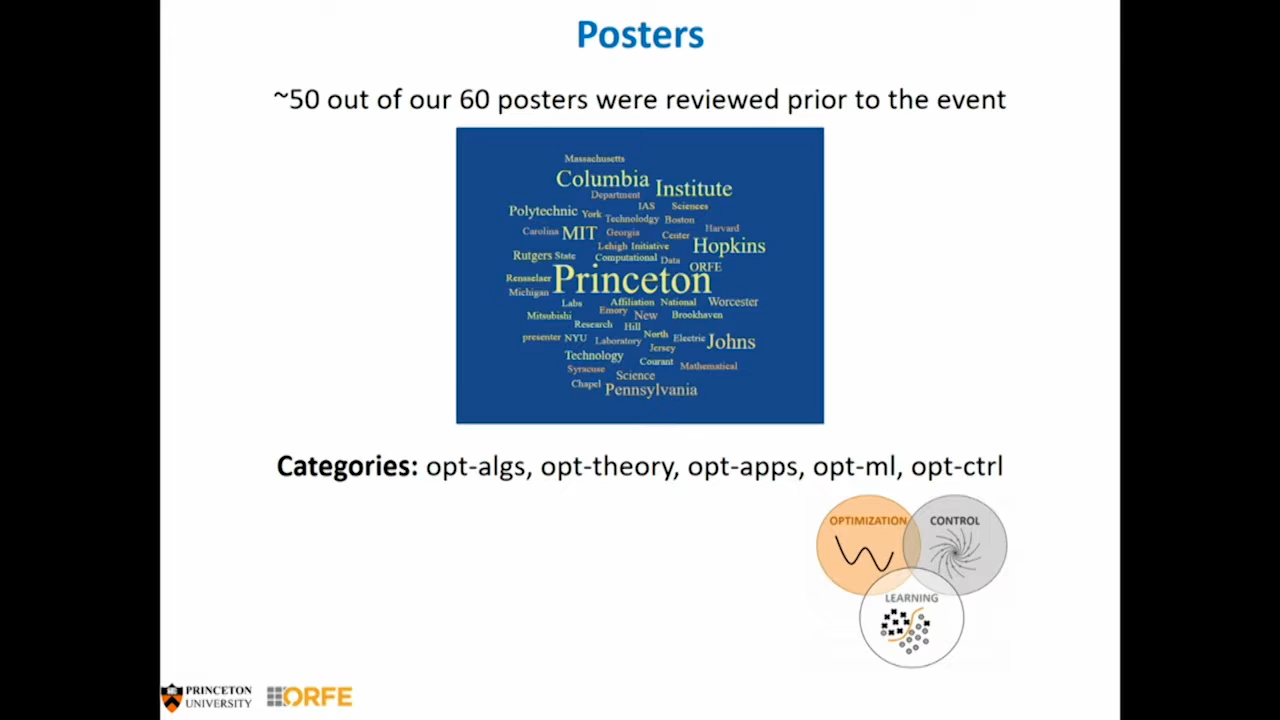 Posters
~50 out of our 60 posters were reviewed prior to the event
Massachusetts
Columbia Institute
Department
IAS Sciences
Polytechnic York Technolodgy Boston
Carolina MIT Georgia Center Harvard
Lehigh Initiative Hopkins
Rutgers State Computational Data ORFE
Rensselaer Princeton
Michigan
Labs Affiliation National Worcester
Mitsubishi Emory New Brookhaven
Research Hill
presenter NYU Laboratory North Electric Johns
Jersey
Technology Courant
Syracuse Science Mathematical
Chapel Pennsylvania
Categories: opt-algs, opt-theory, opt-apps, opt-ml, opt-ctrl
OPTIMIZATION CONTROL
LEARNING
PRINCETON
UNIVERSITY
ORFE